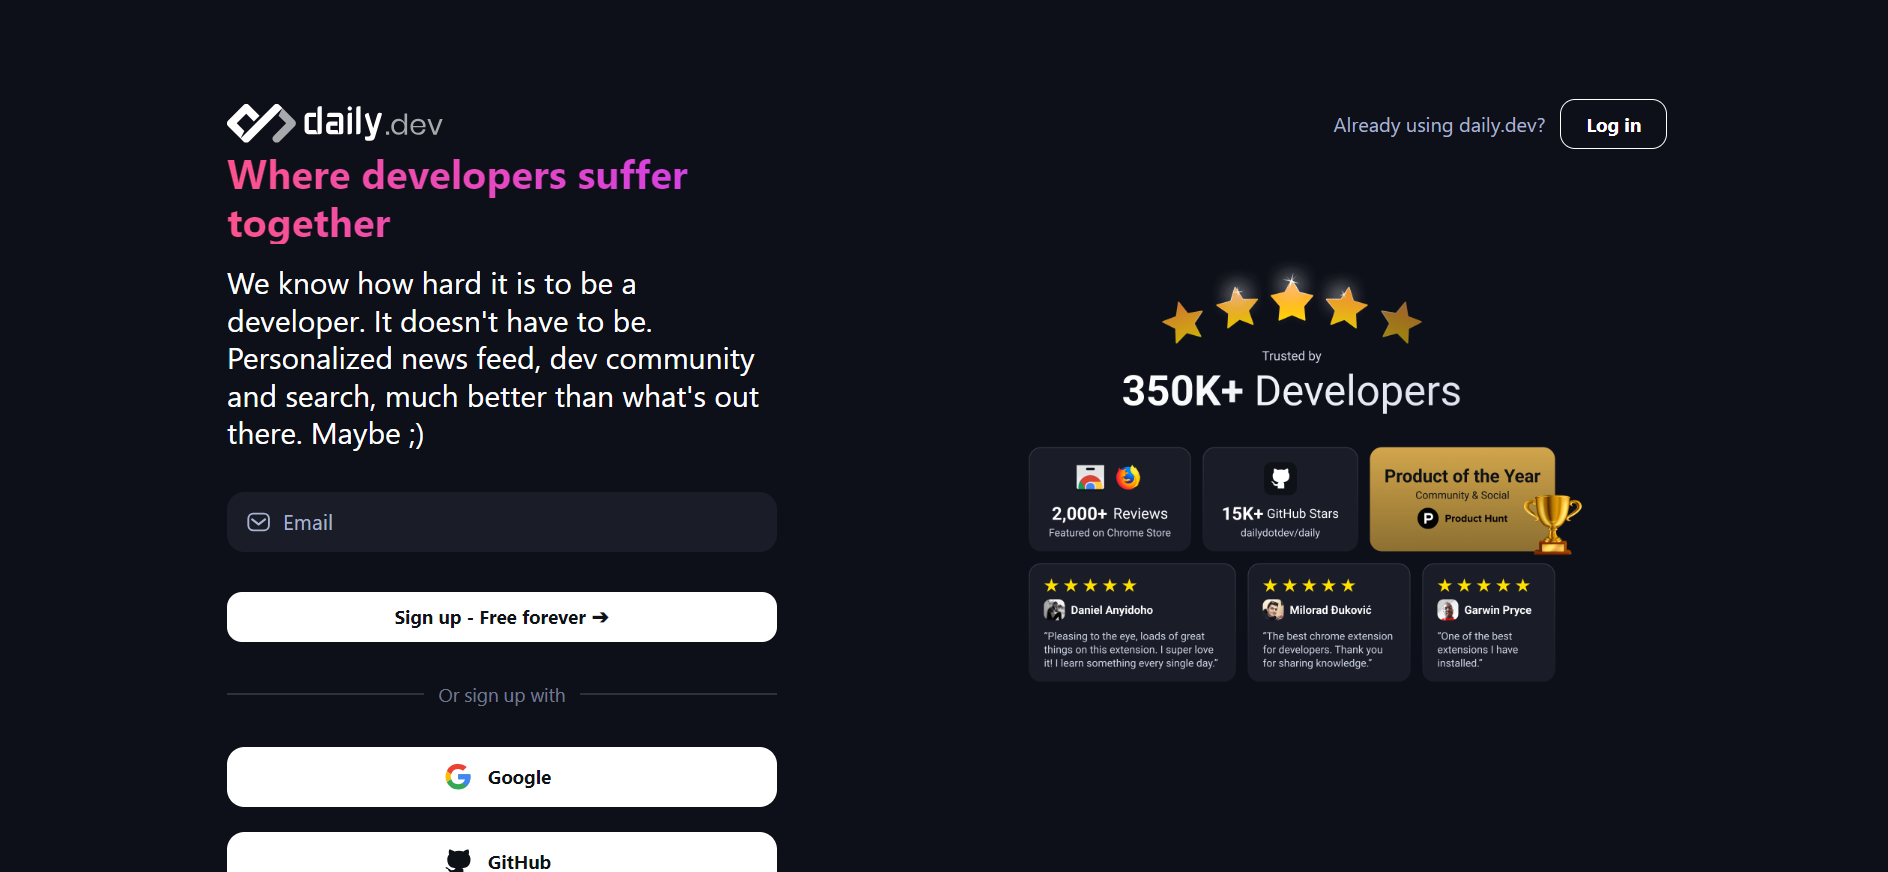 daily.dev
Already using daily.dev?
Log in
Where developers suffer
together
We know how hard it is to be a
developer. It doesn't have to be.
Personalized news feed, dev community
and search, much better than what's out
there. Maybe ;)
Email
Sign up - Free forever ➔
Or sign up with
Google
GitHub
Trusted by
350K+ Developers
2,000+ Reviews
Featured on Chrome Store
15K+ GitHub Stars
dailydotdev/daily
Product of the Year
Community & Social
P Product Hunt
Daniel Anyidoho
"Pleasing to the eye, loads of great
things on this extension. I super love
it! I learn something every single day."
Milorad Đuković
"The best chrome extension
for developers. Thank you
for sharing knowledge."
Garwin Pryce
"One of the best
extensions I have
installed."